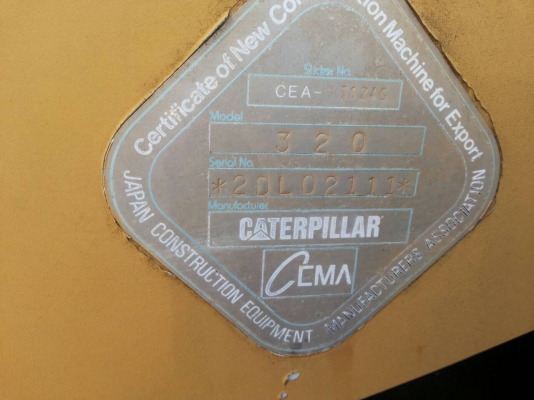 Certificate of New Construction Machine for Export
Sticker No.
CEA-
Model
320
Serial No.
*2DL02111*
Manufacturer
CATERPILLAR
CEMA
JAPAN CONSTRUCTION EQUIPMENT MANUFACTURERS ASSOCIATION